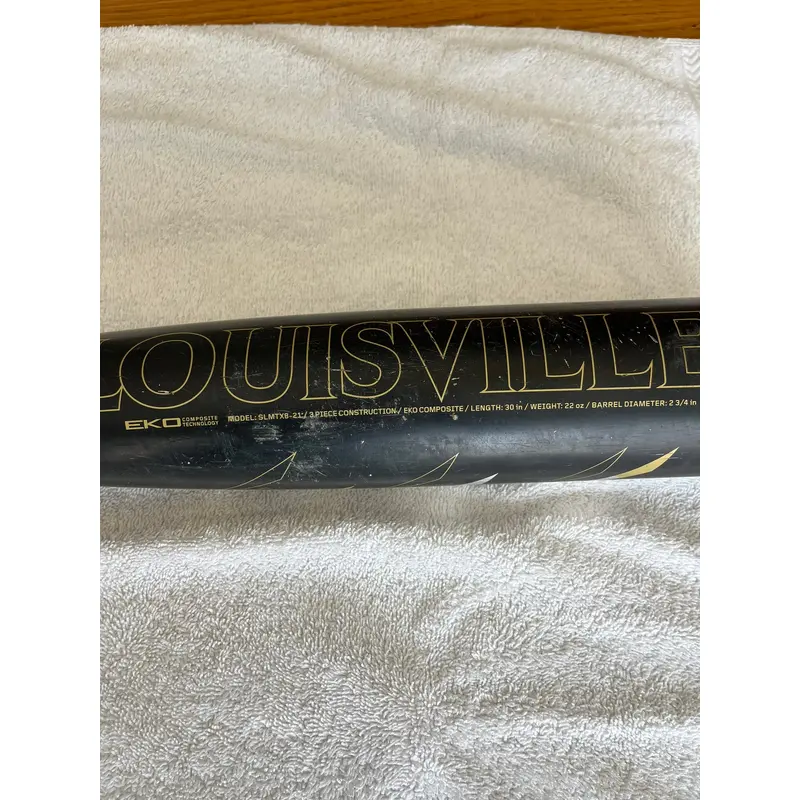 LOUISVILLE
EKO COMPOSITE TECHNOLOGY MODEL: SLMTX8-21 / 3 PIECE CONSTRUCTION / EKO COMPOSITE / LENGTH: 30 in / WEIGHT: 22 oz / BARREL DIAMETER: 2 3/4 in